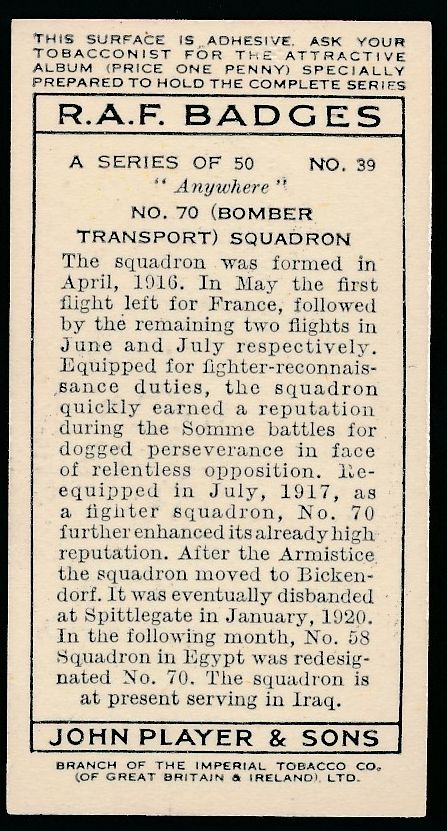 THIS SURFACE IS ADHESIVE. ASK YOUR
TOBACCONIST FOR THE ATTRACTIVE
ALBUM (PRICE ONE PENNY) SPECIALLY
PREPARED TO HOLD THE COMPLETE SERIES
R.A.F. BADGES
A SERIES OF 50 NO. 39
"Anywhere"
NO. 70 (BOMBER
TRANSPORT) SQUADRON
The squadron was formed in
April, 1916. In May the first
flight left for France, followed
by the remaining two flights in
June and July respectively.
Equipped for fighter-reconnais-
sance duties, the squadron
quickly earned a reputation
during the Somme battles for
dogged perseverance in face
of relentless opposition. Re-
equipped in July, 1917, as
a fighter squadron, No. 70
further enhanced its already high
reputation. After the Armistice
the squadron moved to Bicken-
dorf. It was eventually disbanded
at Spittlegate in January, 1920.
In the following month, No. 58
Squadron in Egypt was redesig-
nated No. 70. The squadron is
at present serving in Iraq.
JOHN PLAYER & SONS
BRANCH OF THE IMPERIAL TOBACCO CO.
(OF GREAT BRITAIN & IRELAND), LTD.